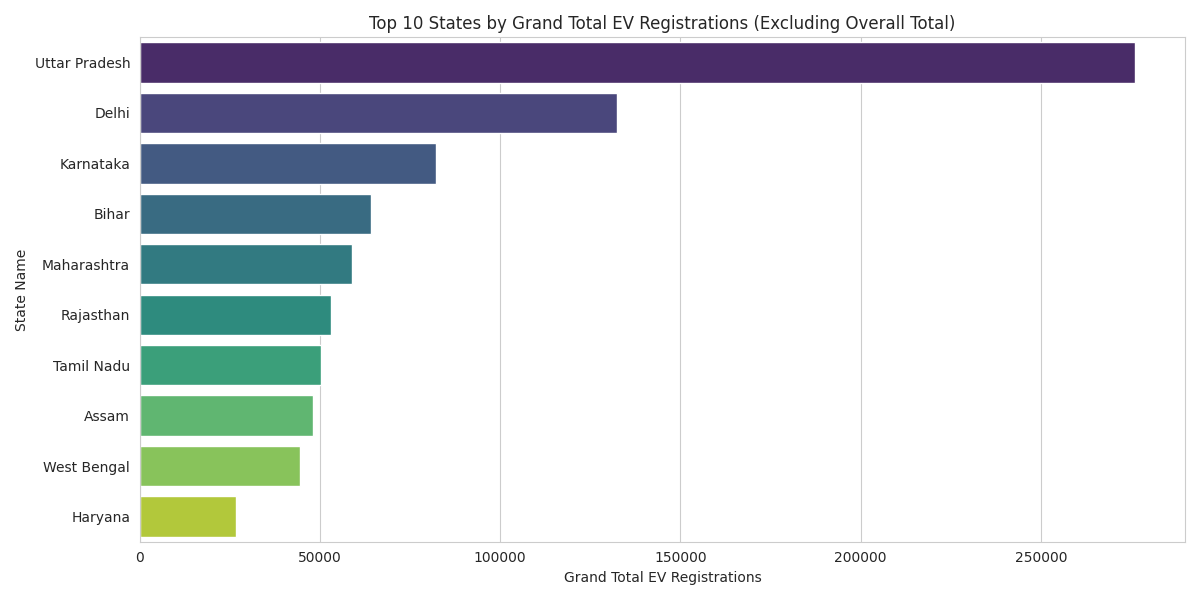 Top 10 States by Grand Total EV Registrations (Excluding Overall Total)
State Name
Uttar Pradesh
Delhi
Karnataka
Bihar
Maharashtra
Rajasthan
Tamil Nadu
Assam
West Bengal
Haryana
0 50000 100000 150000 200000 250000
Grand Total EV Registrations